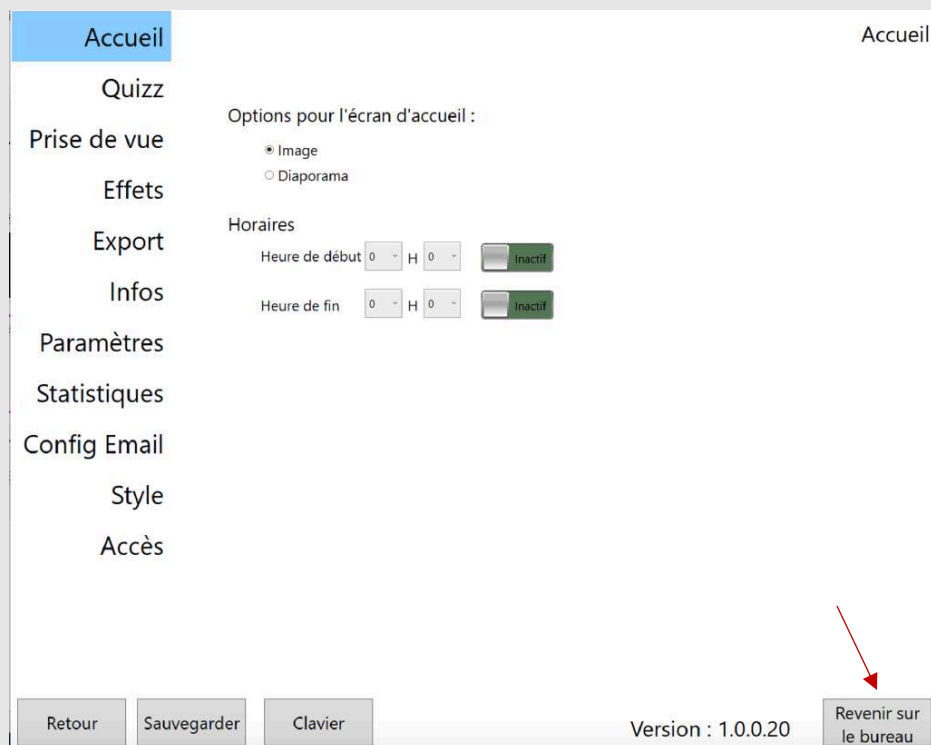 Accueil
Accueil
Quizz
Prise de vue
Effets
Export
Infos
Paramètres
Statistiques
Config Email
Style
Accès
Options pour l'écran d'accueil :
Image
Diaporama
Horaires
Heure de début 0 H 0 Inactif
Heure de fin 0 H 0 Inactif
Retour Sauvegarder Clavier Version : 1.0.0.20
Revenir sur
le bureau